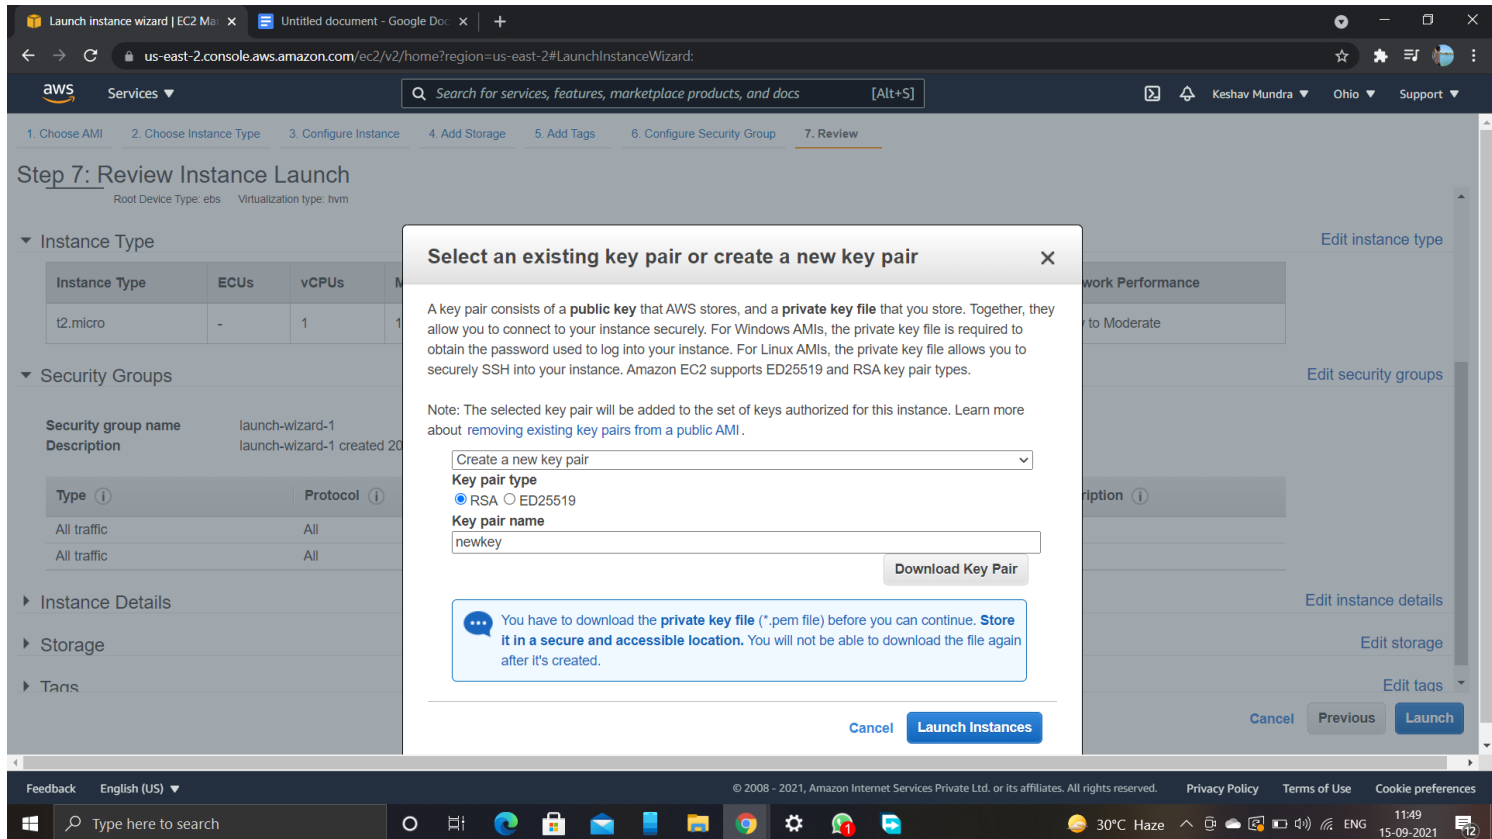 Launch instance wizard | EC2 Ma
Untitled document - Google Doc
us-east-2.console.aws.amazon.com/ec2/v2/home?region=us-east-2#LaunchInstanceWizard:
aws
Services
Search for services, features, marketplace products, and docs [Alt+S]
Keshav Mundra
Ohio
Support
1. Choose AMI 2. Choose Instance Type 3. Configure Instance 4. Add Storage 5. Add Tags 6. Configure Security Group 7. Review
Step 7: Review Instance Launch
Root Device Type: ebs Virtualization type: hvm
Instance Type
Edit instance type
Instance Type ECUs vCPUs M work Performance
t2.micro - 1 1 to Moderate
Security Groups
Edit security groups
Security group name launch-wizard-1
Description launch-wizard-1 created 20
Type Protocol ription
All traffic All
All traffic All
Instance Details
Edit instance details
Storage
Edit storage
Tags
Edit tags
Cancel Previous Launch
Select an existing key pair or create a new key pair
A key pair consists of a public key that AWS stores, and a private key file that you store. Together, they
allow you to connect to your instance securely. For Windows AMIs, the private key file is required to
obtain the password used to log into your instance. For Linux AMIs, the private key file allows you to
securely SSH into your instance. Amazon EC2 supports ED25519 and RSA key pair types.
Note: The selected key pair will be added to the set of keys authorized for this instance. Learn more
about removing existing key pairs from a public AMI.
Create a new key pair
Key pair type
RSA ED25519
Key pair name
newkey
Download Key Pair
You have to download the private key file (*.pem file) before you can continue. Store
it in a secure and accessible location. You will not be able to download the file again
after it's created.
Cancel Launch Instances
Feedback English (US) © 2008 - 2021, Amazon Internet Services Private Ltd. or its affiliates. All rights reserved. Privacy Policy Terms of Use Cookie preferences
Type here to search
1
30°C Haze
ENG
11:49
15-09-2021
12